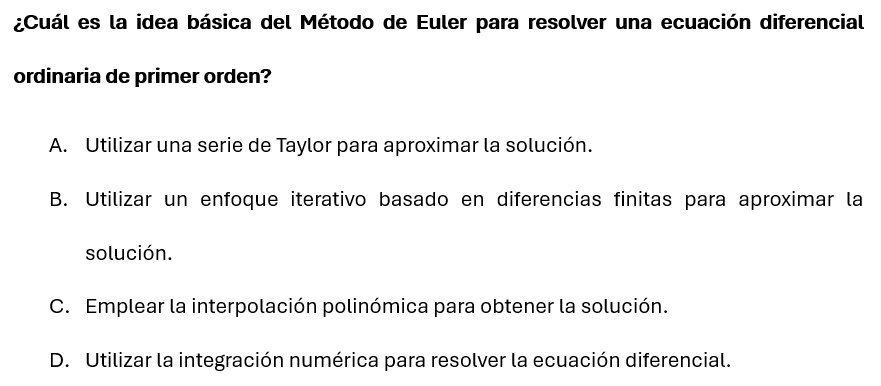 ¿Cuál es la idea básica del Método de Euler para resolver una ecuación diferencial
ordinaria de primer orden?
A. Utilizar una serie de Taylor para aproximar la solución.
B. Utilizar un enfoque iterativo basado en diferencias finitas para aproximar la
solución.
C. Emplear la interpolación polinómica para obtener la solución.
D. Utilizar la integración numérica para resolver la ecuación diferencial.